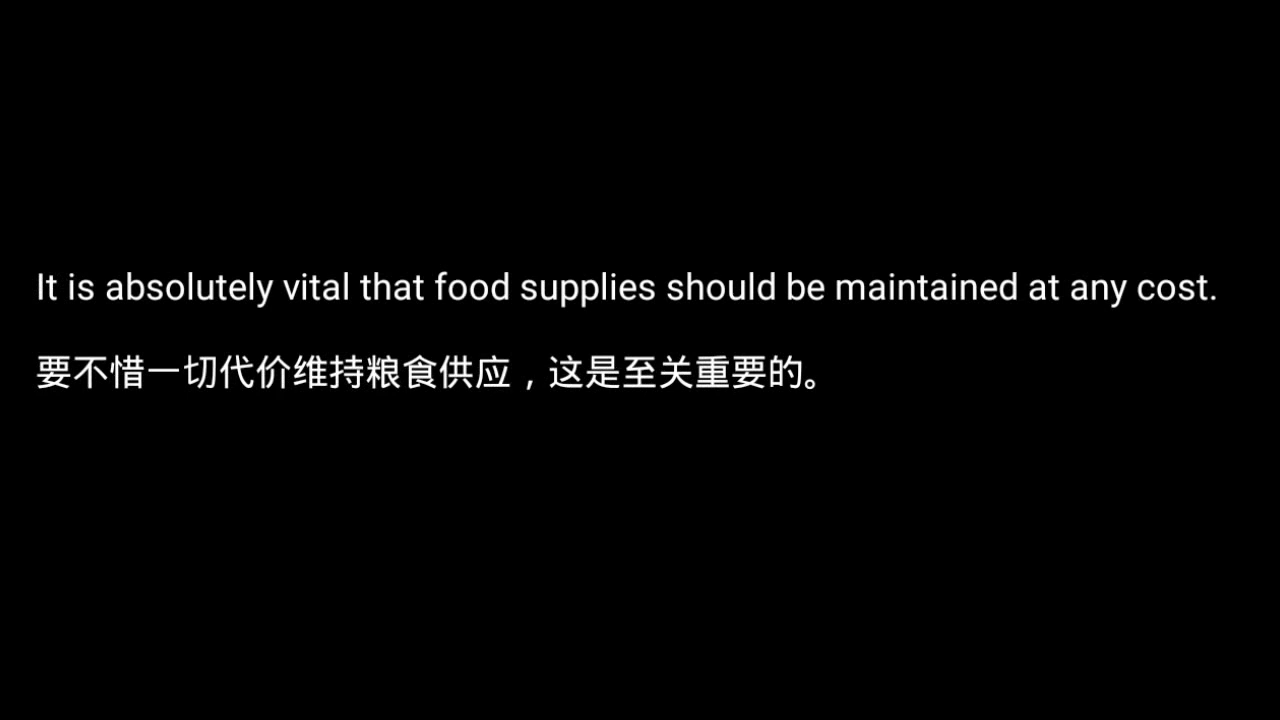 It is absolutely vital that food supplies should be maintained at any cost.
要不惜一切代价维持粮食供应，这是至关重要的。